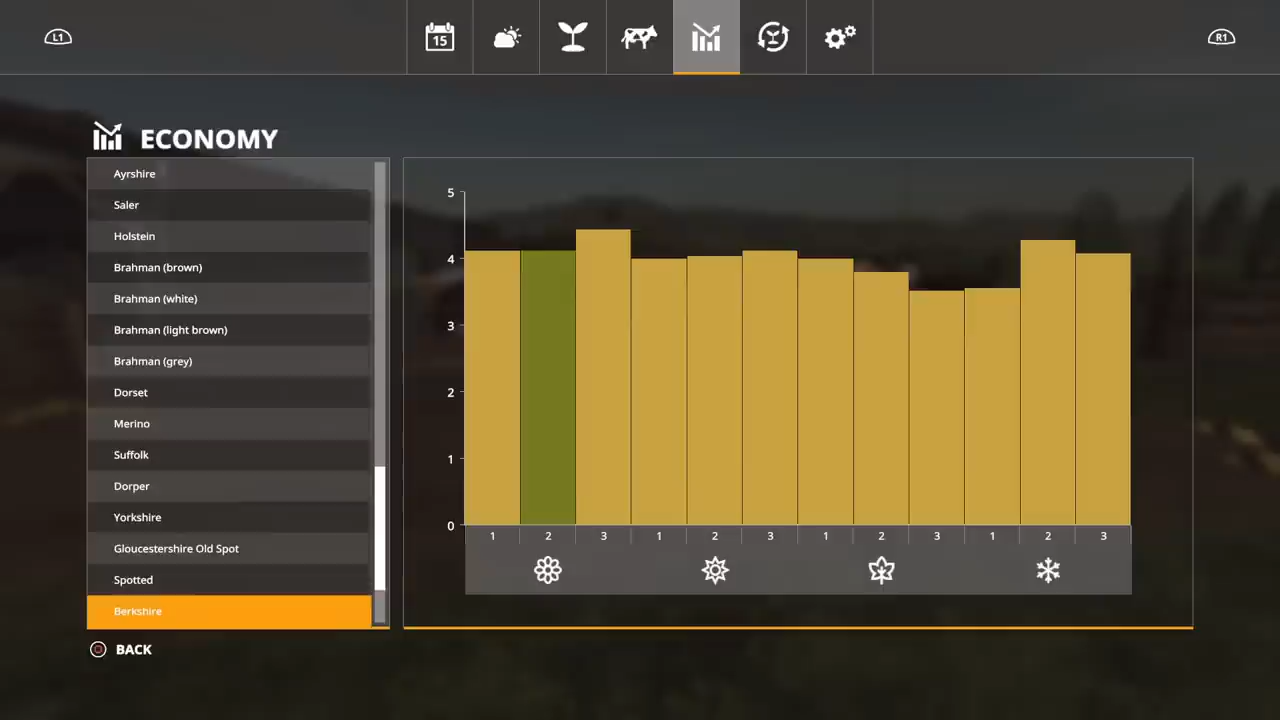 L1
15
R1
ECONOMY
Ayrshire
Saler
Holstein
Brahman (brown)
Brahman (white)
Brahman (light brown)
Brahman (grey)
Dorset
Merino
Suffolk
Dorper
Yorkshire
Gloucestershire Old Spot
Spotted
Berkshire
5
4
3
2
1
0
1 2 3 1 2 3 1 2 3 1 2 3
BACK